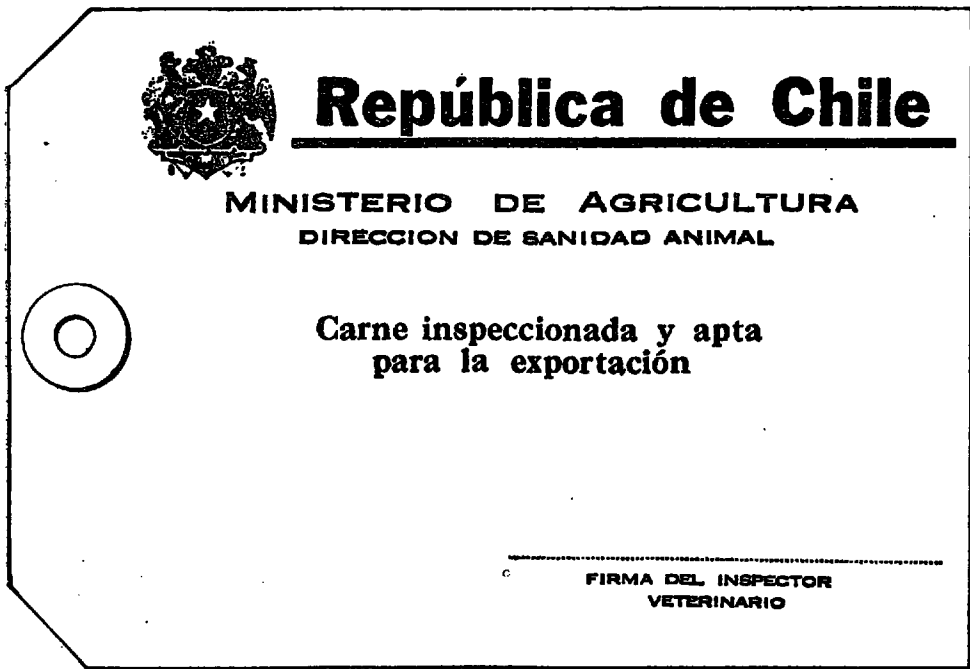 República de Chile
MINISTERIO DE AGRICULTURA
DIRECCION DE SANIDAD ANIMAL
Carne inspeccionada y apta
para la exportación
FIRMA DEL INSPECTOR
VETERINARIO